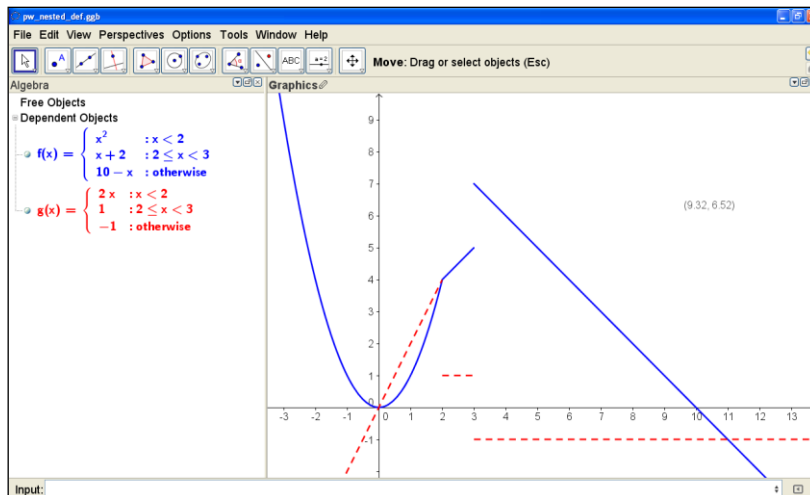 pw_nested_def.ggb
File Edit View Perspectives Options Tools Window Help
A ABC a=2 Move: Drag or select objects (Esc)
Algebra
Graphics
Free Objects
Dependent Objects
f(x) = { x² : x < 2
x + 2 : 2 ≤ x < 3
10 − x : otherwise
g(x) = { 2 x : x < 2
1 : 2 ≤ x < 3
−1 : otherwise
9
8
7
6
5
4
3
2
1
0
-1
(9.32, 6.52)
-3 -2 -1 0 1 2 3 4 5 6 7 8 9 10 11 12 13
Input: